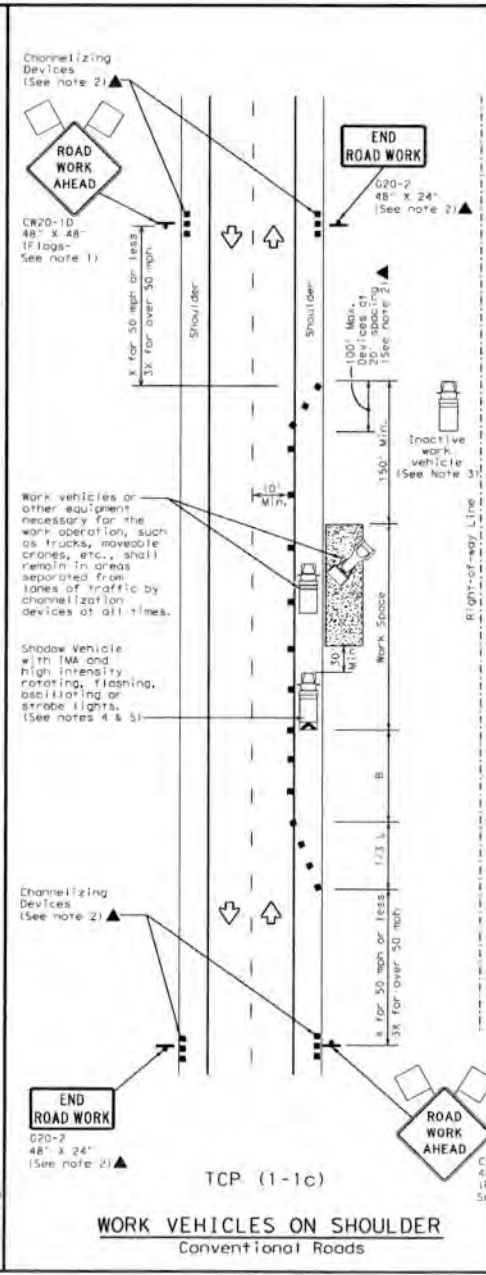 Channelizing
Devices
(See note 2)▲
ROAD
WORK
AHEAD
CW20-1D
48" X 48"
(Flags-
See note 1)
END
ROAD WORK
G20-2
48" X 24"
(See note 2)▲
X for 50 mph or less
3X for over 50 mph
Shoulder
Shoulder
100' Max.
Devices at
20' spacing
(See note 2)▲
150' Min.
Inactive
work
vehicle
(See Note 3)
Right-of-way Line
10'
Min.
Work vehicles or
other equipment
necessary for the
work operation, such
as trucks, moveable
cranes, etc., shall
remain in areas
separated from
lanes of traffic by
channelization
devices at all times.
Work Space
30'
Min.
Shadow Vehicle
with TMA and
high intensity
rotating, flashing,
oscillating or
strobe lights.
(See notes 4 & 5)
B
1/3 L
Channelizing
Devices
(See note 2)▲
X for 50 mph or less
3X for over 50 mph
END
ROAD WORK
G20-2
48" X 24"
(See note 2)▲
ROAD
WORK
AHEAD
TCP (1-1c)
WORK VEHICLES ON SHOULDER
Conventional Roads